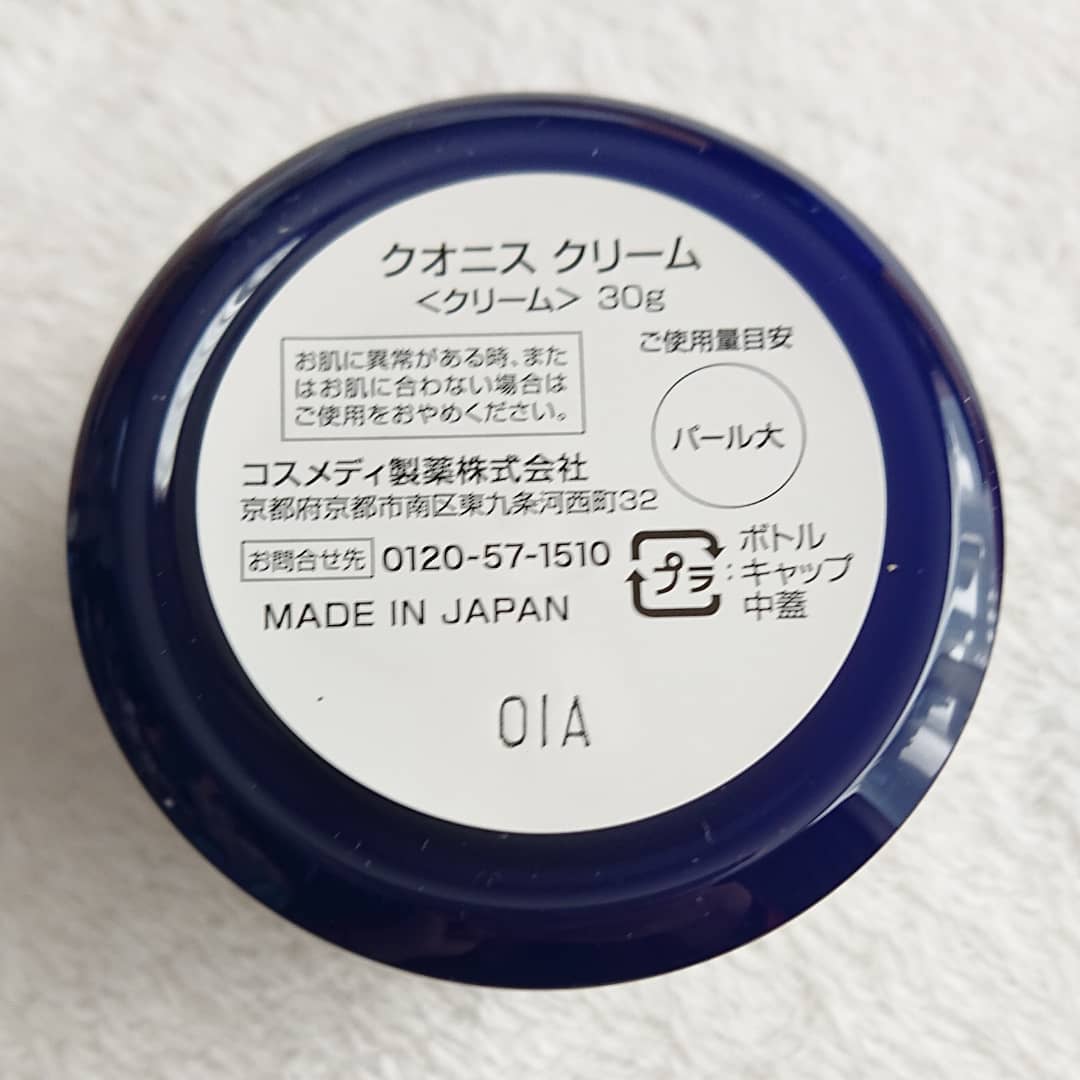 クオニス クリーム
<クリーム> 30g
お肌に異常がある時、また
はお肌に合わない場合は
ご使用をおやめください。
ご使用量目安
パール大
コスメディ製薬株式会社
京都府京都市南区東九条河西町32
お問合せ先 0120-57-1510
MADE IN JAPAN
プラ : ボトル
キャップ
中蓋
01A